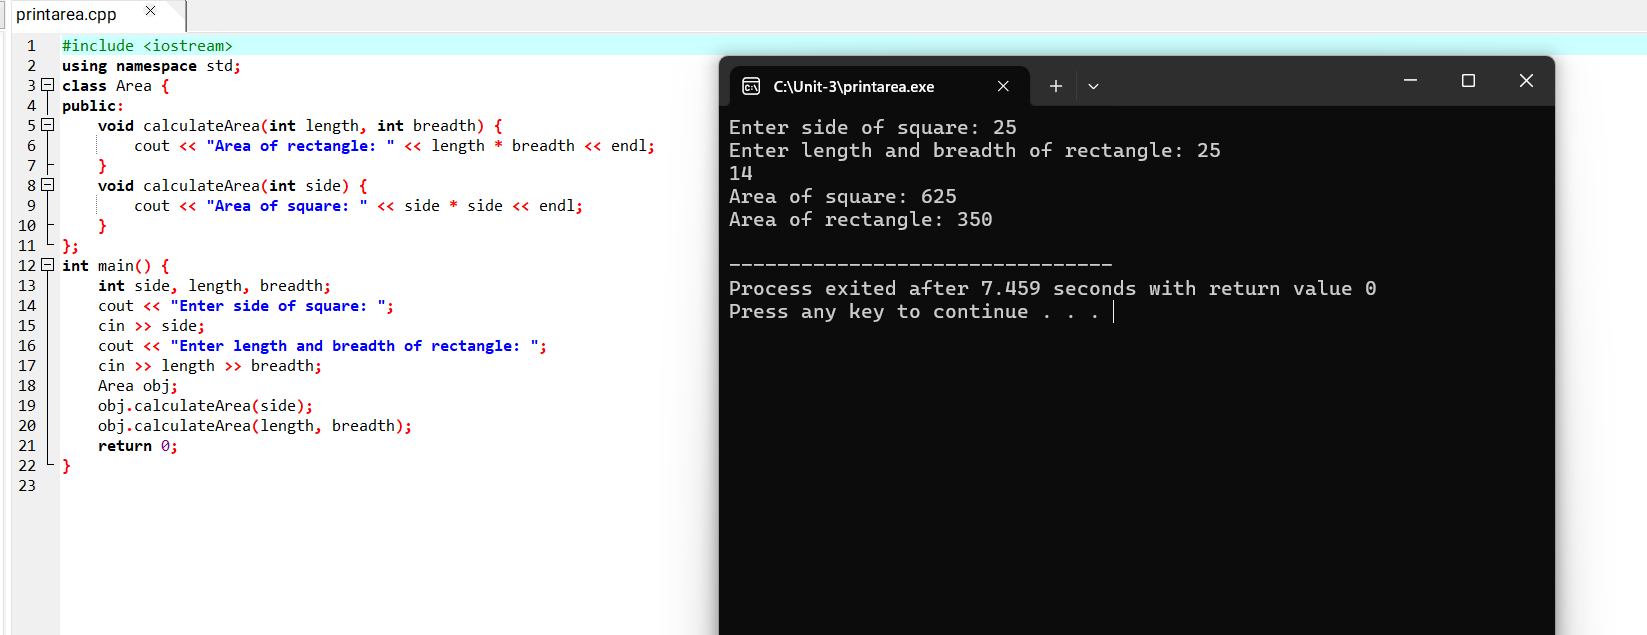 printarea.cpp
1 #include <iostream>
2 using namespace std;
3 class Area {
4 public:
5     void calculateArea(int length, int breadth) {
6         cout << "Area of rectangle: " << length * breadth << endl;
7     }
8     void calculateArea(int side) {
9         cout << "Area of square: " << side * side << endl;
10     }
11 };
12 int main() {
13     int side, length, breadth;
14     cout << "Enter side of square: ";
15     cin >> side;
16     cout << "Enter length and breadth of rectangle: ";
17     cin >> length >> breadth;
18     Area obj;
19     obj.calculateArea(side);
20     obj.calculateArea(length, breadth);
21     return 0;
22 }
23
C:\Unit-3\printarea.exe
Enter side of square: 25
Enter length and breadth of rectangle: 25
14
Area of square: 625
Area of rectangle: 350
--------------------------------
Process exited after 7.459 seconds with return value 0
Press any key to continue . . .